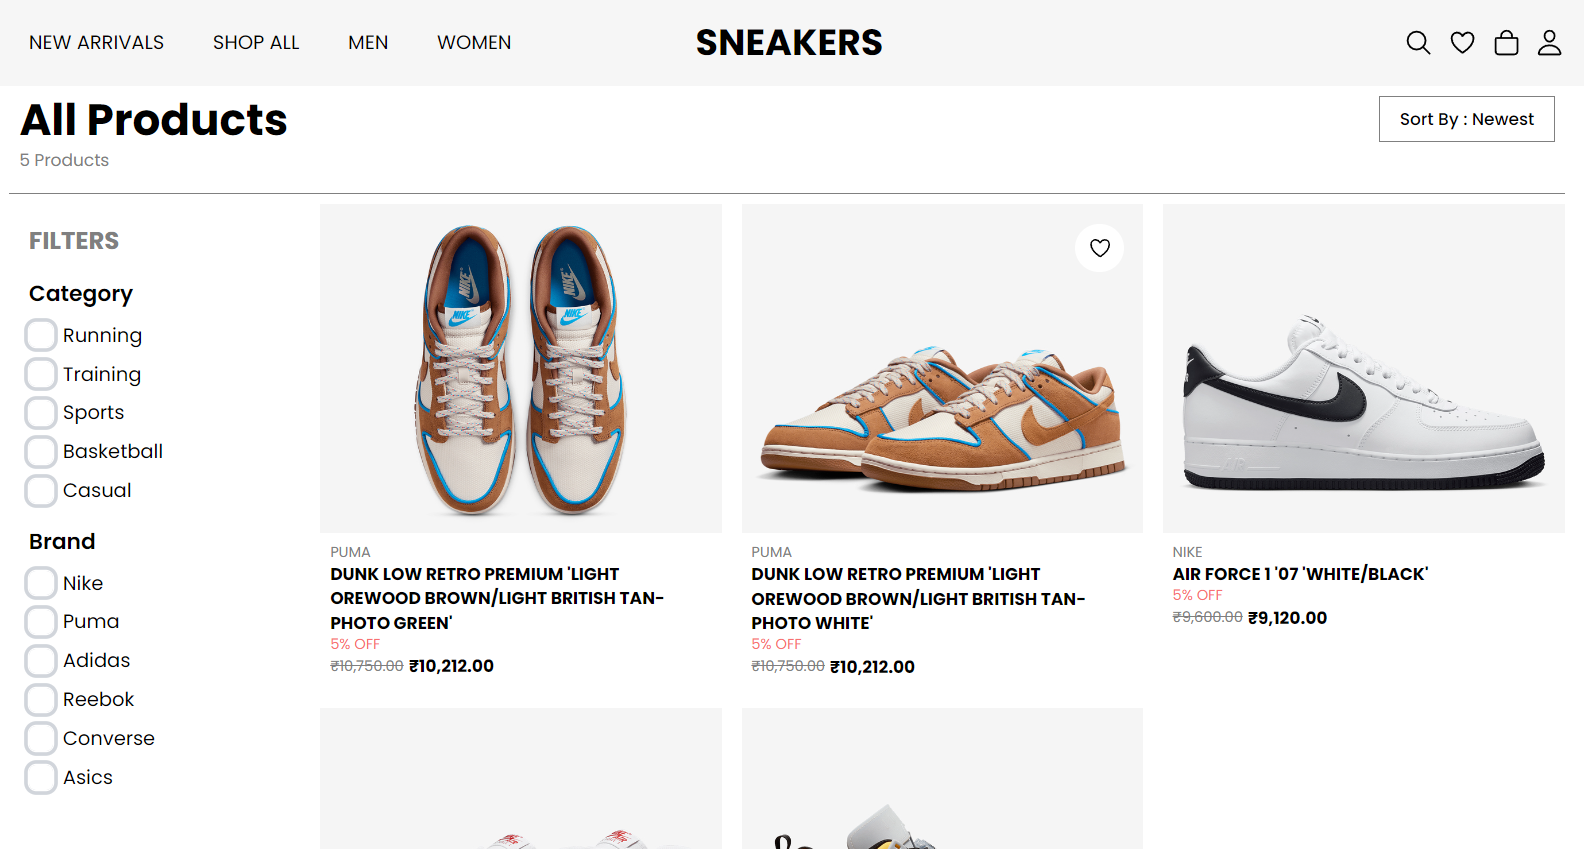 NEW ARRIVALS SHOP ALL MEN WOMEN SNEAKERS
All Products
Sort By : Newest
5 Products
FILTERS
Category
Running
Training
Sports
Basketball
Casual
Brand
Nike
Puma
Adidas
Reebok
Converse
Asics
NIKE
NIKE
NIKE
NIKE
PUMA
DUNK LOW RETRO PREMIUM 'LIGHT
OREWOOD BROWN/LIGHT BRITISH TAN-
PHOTO GREEN'
5% OFF
₹10,750.00 ₹10,212.00
PUMA
DUNK LOW RETRO PREMIUM 'LIGHT
OREWOOD BROWN/LIGHT BRITISH TAN-
PHOTO WHITE'
5% OFF
₹10,750.00 ₹10,212.00
AIR
NIKE
AIR FORCE 1 '07 'WHITE/BLACK'
5% OFF
₹9,600.00 ₹9,120.00